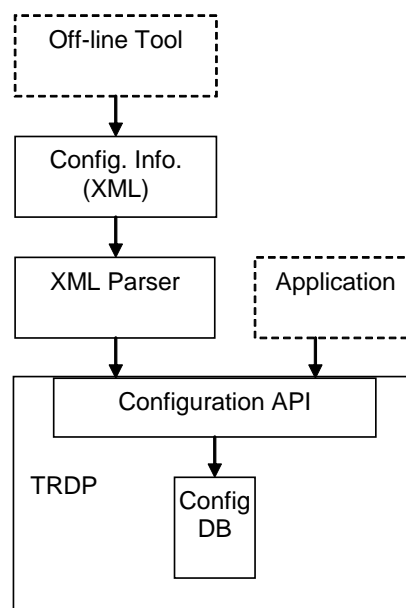 Off-line Tool
Config. Info.
(XML)
XML Parser
Application
Configuration API
TRDP
Config
DB